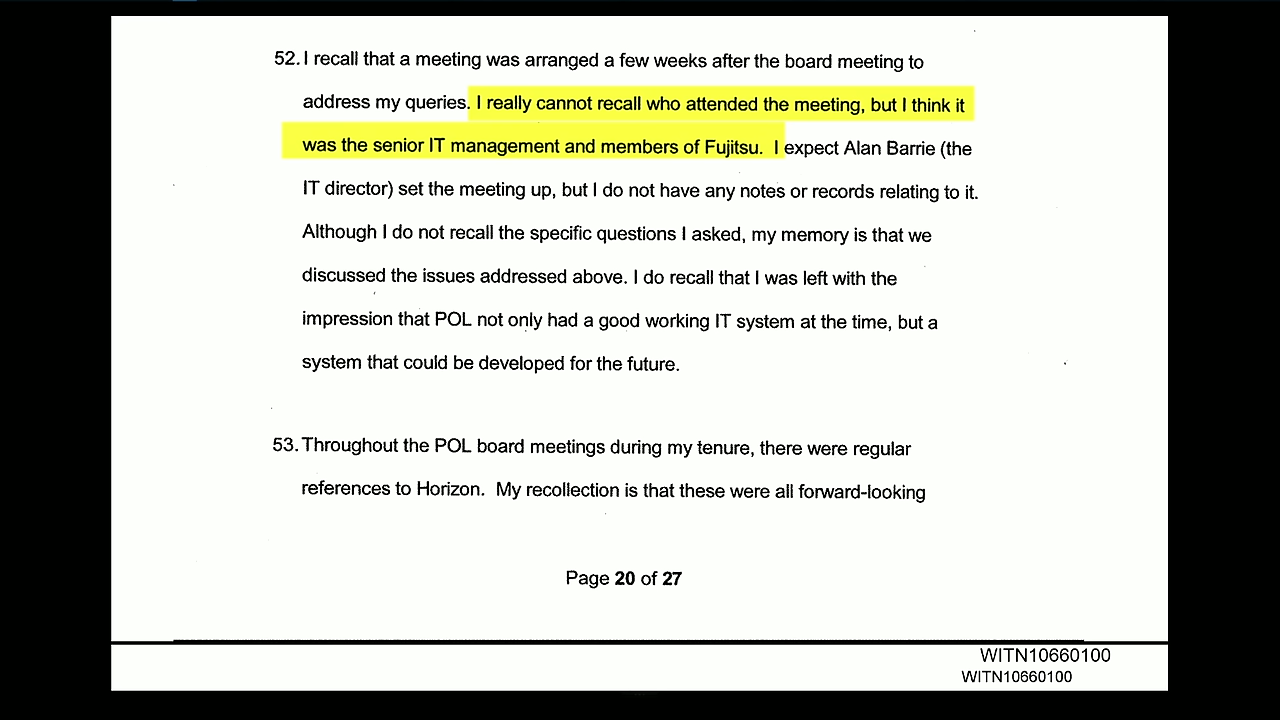 52. I recall that a meeting was arranged a few weeks after the board meeting to
address my queries. I really cannot recall who attended the meeting, but I think it
was the senior IT management and members of Fujitsu.  I expect Alan Barrie (the
IT director) set the meeting up, but I do not have any notes or records relating to it.
Although I do not recall the specific questions I asked, my memory is that we
discussed the issues addressed above. I do recall that I was left with the
impression that POL not only had a good working IT system at the time, but a
system that could be developed for the future.
53. Throughout the POL board meetings during my tenure, there were regular
references to Horizon.  My recollection is that these were all forward-looking
Page 20 of 27
WITN10660100
WITN10660100